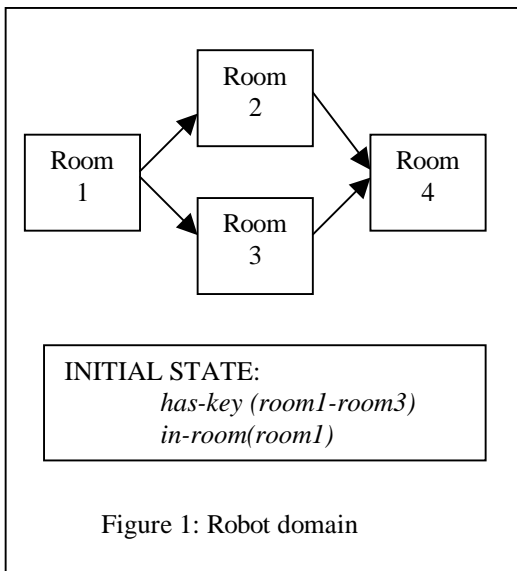 Room
2
Room
1
Room
4
Room
3
INITIAL STATE:
has-key (room1-room3)
in-room(room1)
Figure 1: Robot domain